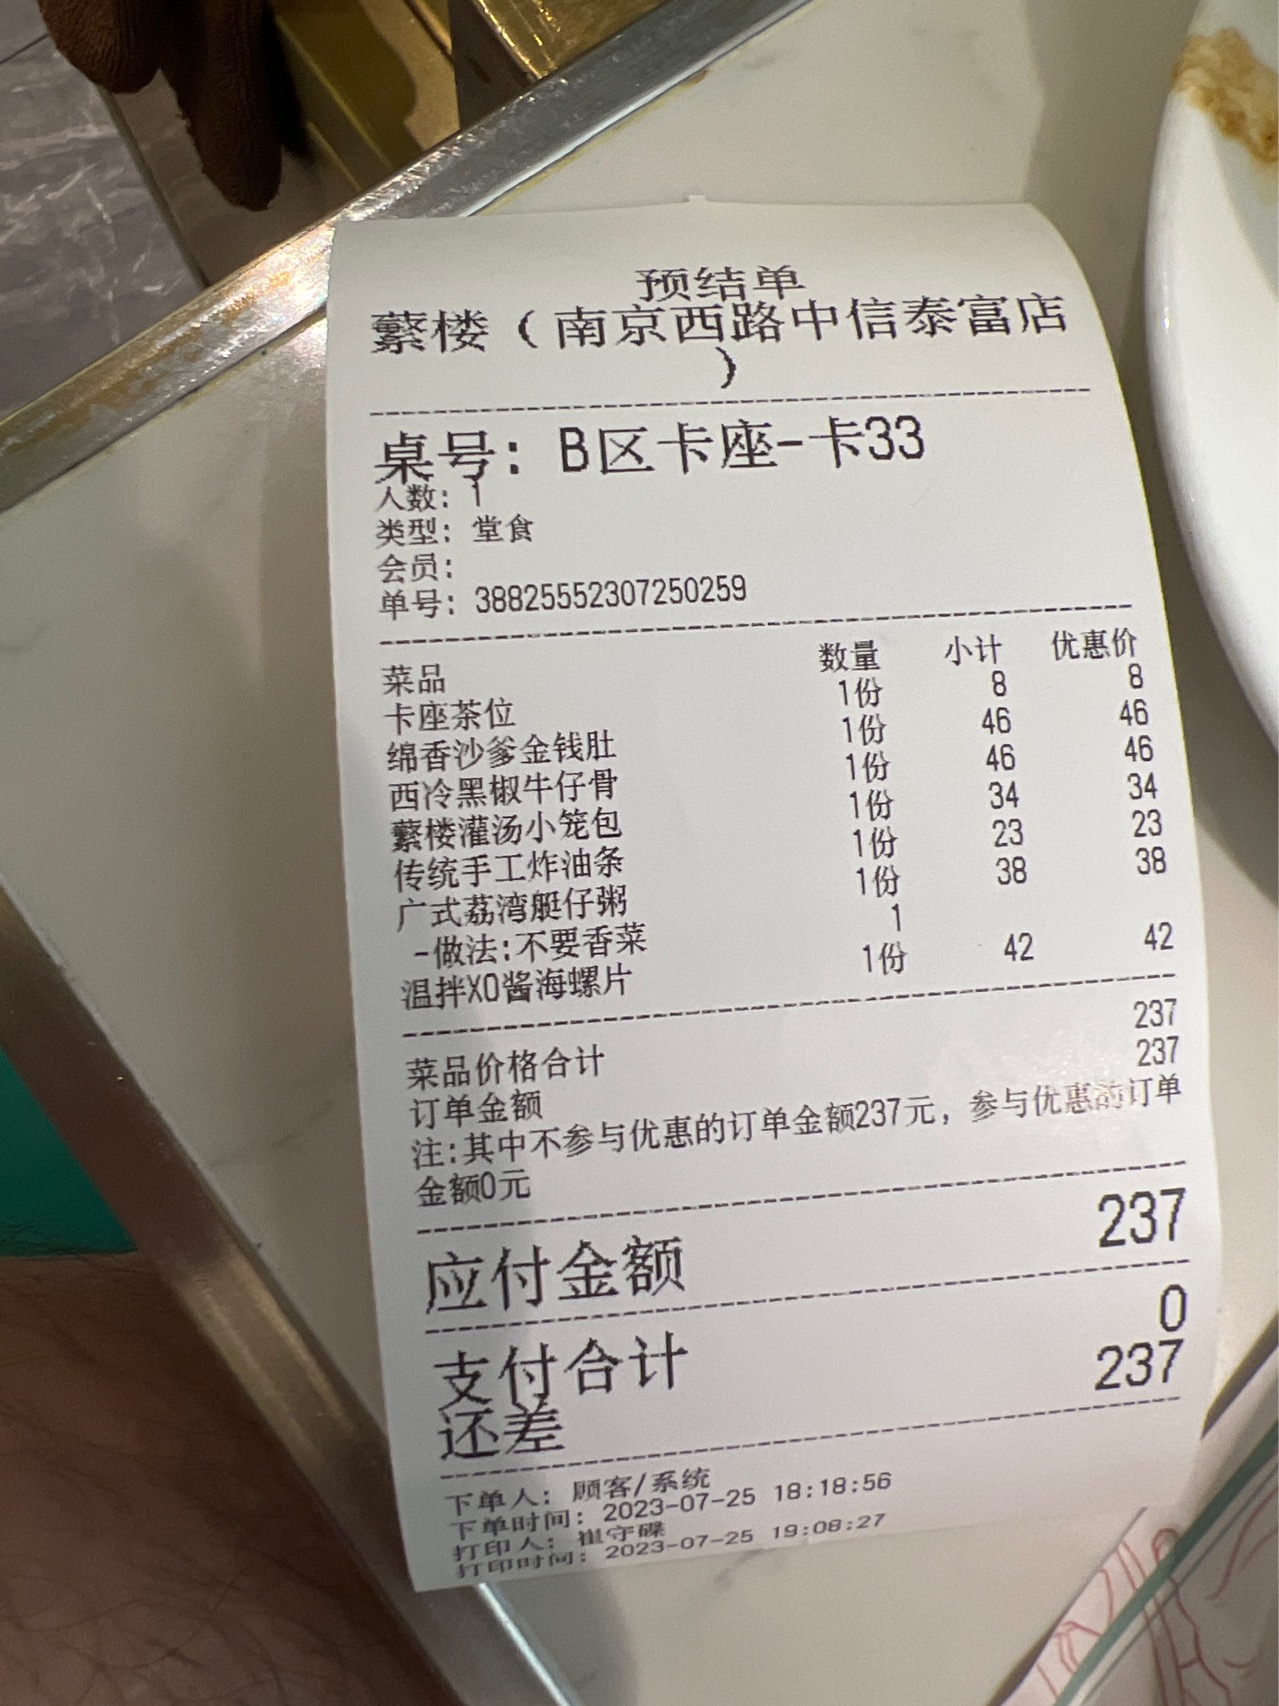 预结单
蘩楼（南京西路中信泰富店
）
桌号：B区卡座-卡33
人数：1
类型：堂食
会员：
单号：38825552307250259
菜品 数量 小计 优惠价
卡座茶位 1份 8 8
绵香沙爹金钱肚 1份 46 46
西冷黑椒牛仔骨 1份 46 46
蘩楼灌汤小笼包 1份 34 34
传统手工炸油条 1份 23 23
广式荔湾艇仔粥 1份 38 38
-做法:不要香菜 1
温拌XO酱海螺片 1份 42 42
菜品价格合计 237
订单金额 237
注:其中不参与优惠的订单金额237元，参与优惠的订单
金额0元
应付金额 237
支付合计 0
还差 237
下单人：顾客/系统
下单时间：2023-07-25 18:18:56
打印人：崔守碟
打印时间：2023-07-25 19:08:27